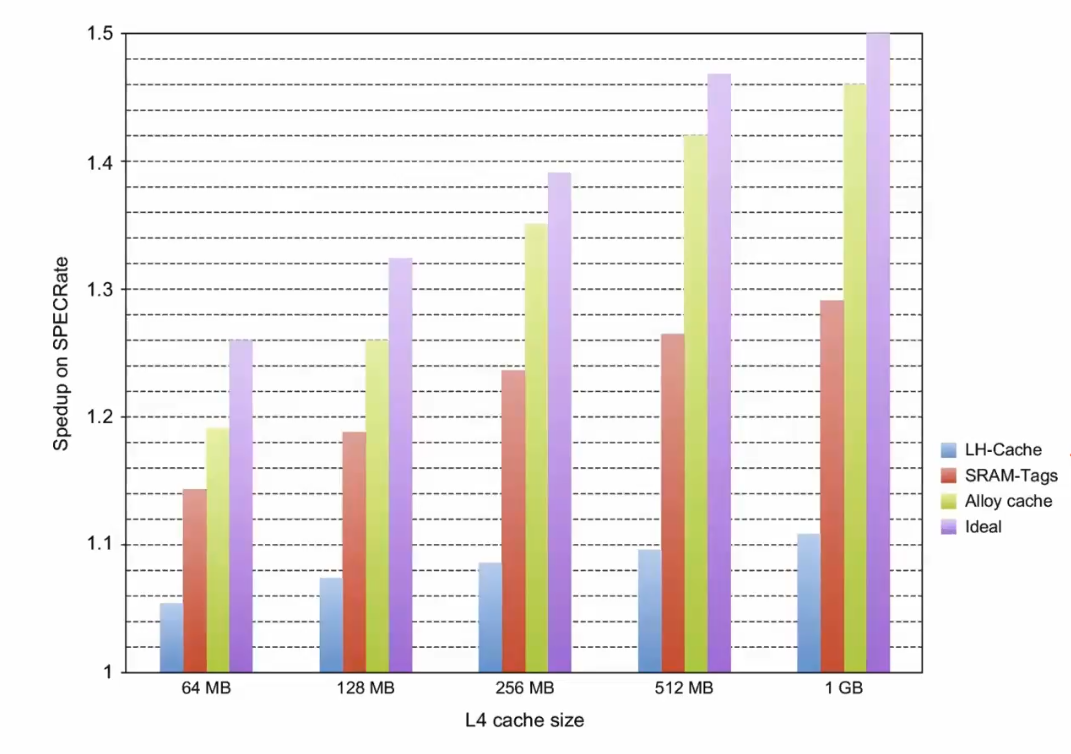 1.5
1.4
1.3
1.2
1.1
1
Spedup on SPECRate
64 MB
128 MB
256 MB
512 MB
1 GB
L4 cache size
LH-Cache
SRAM-Tags
Alloy cache
Ideal